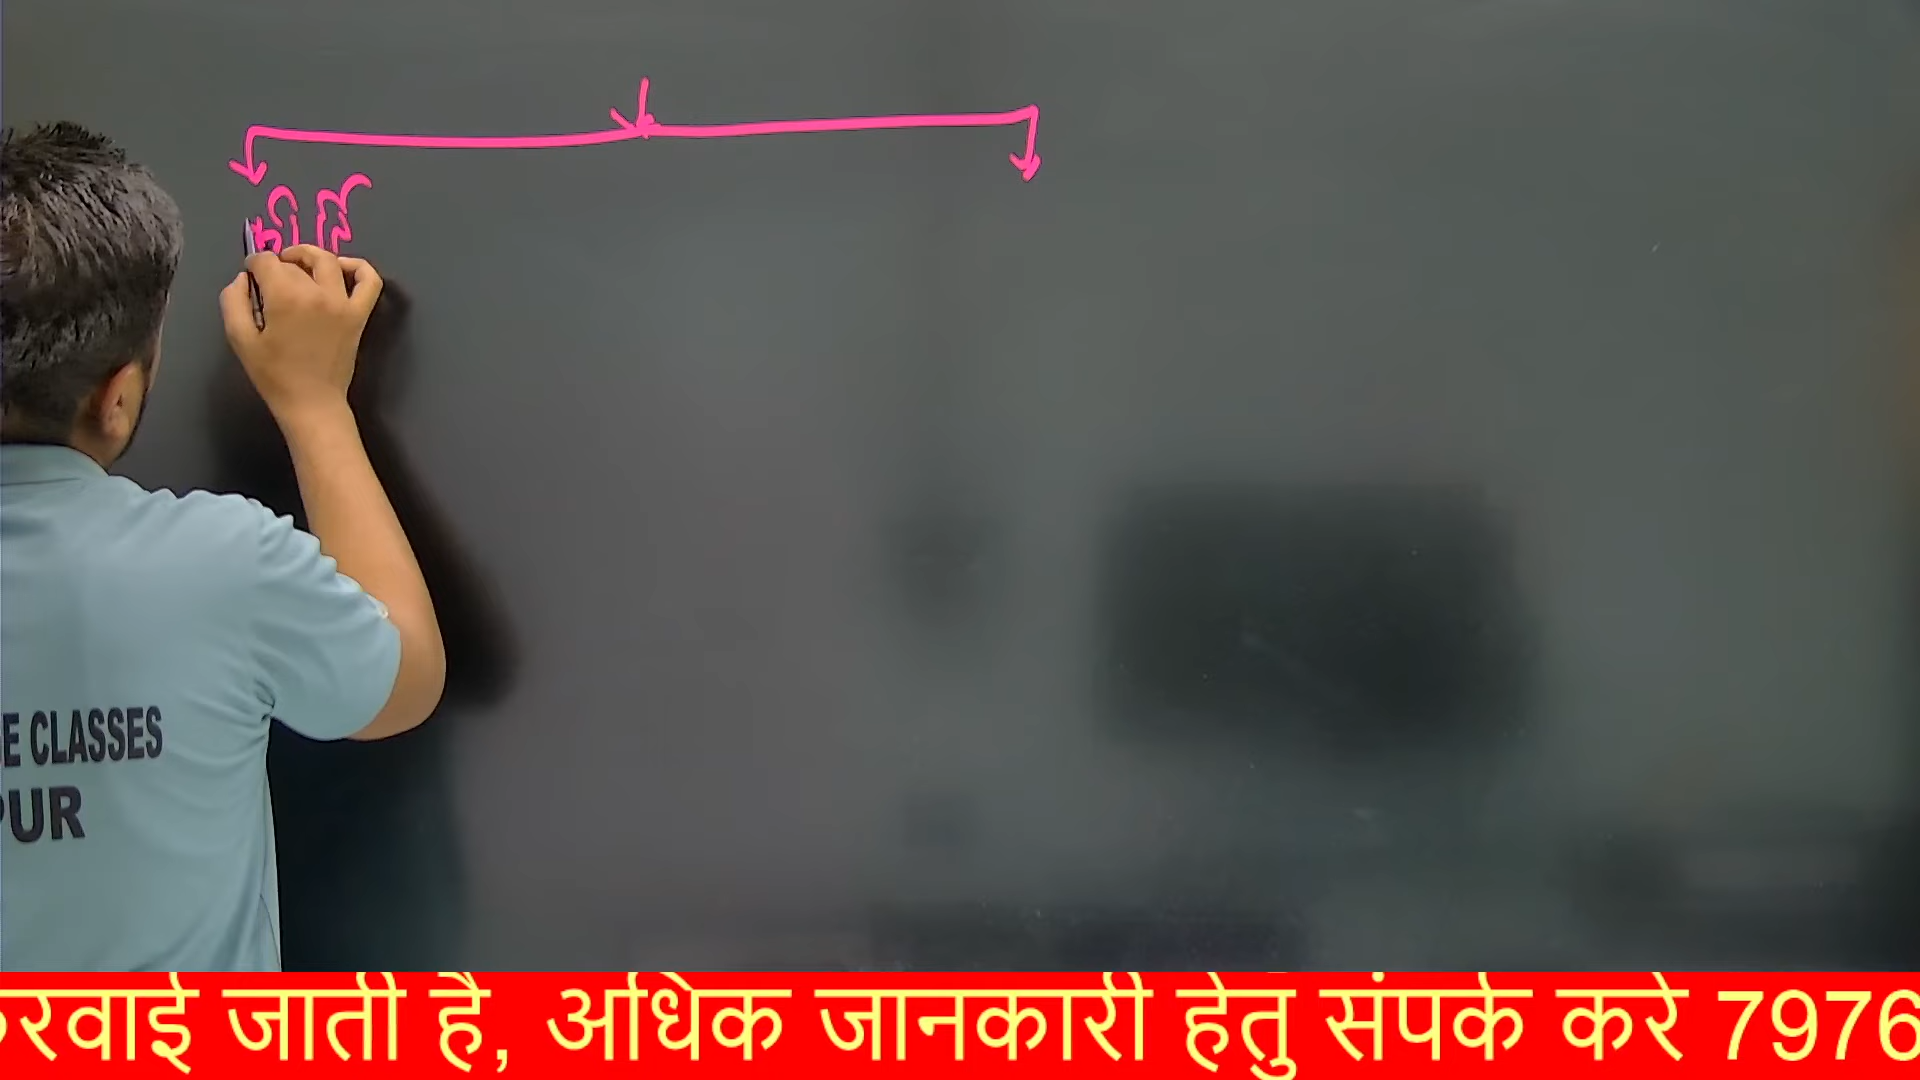 E CLASSES
PUR
करवाई जाती है, अधिक जानकारी हेतु संपर्क करे 7976